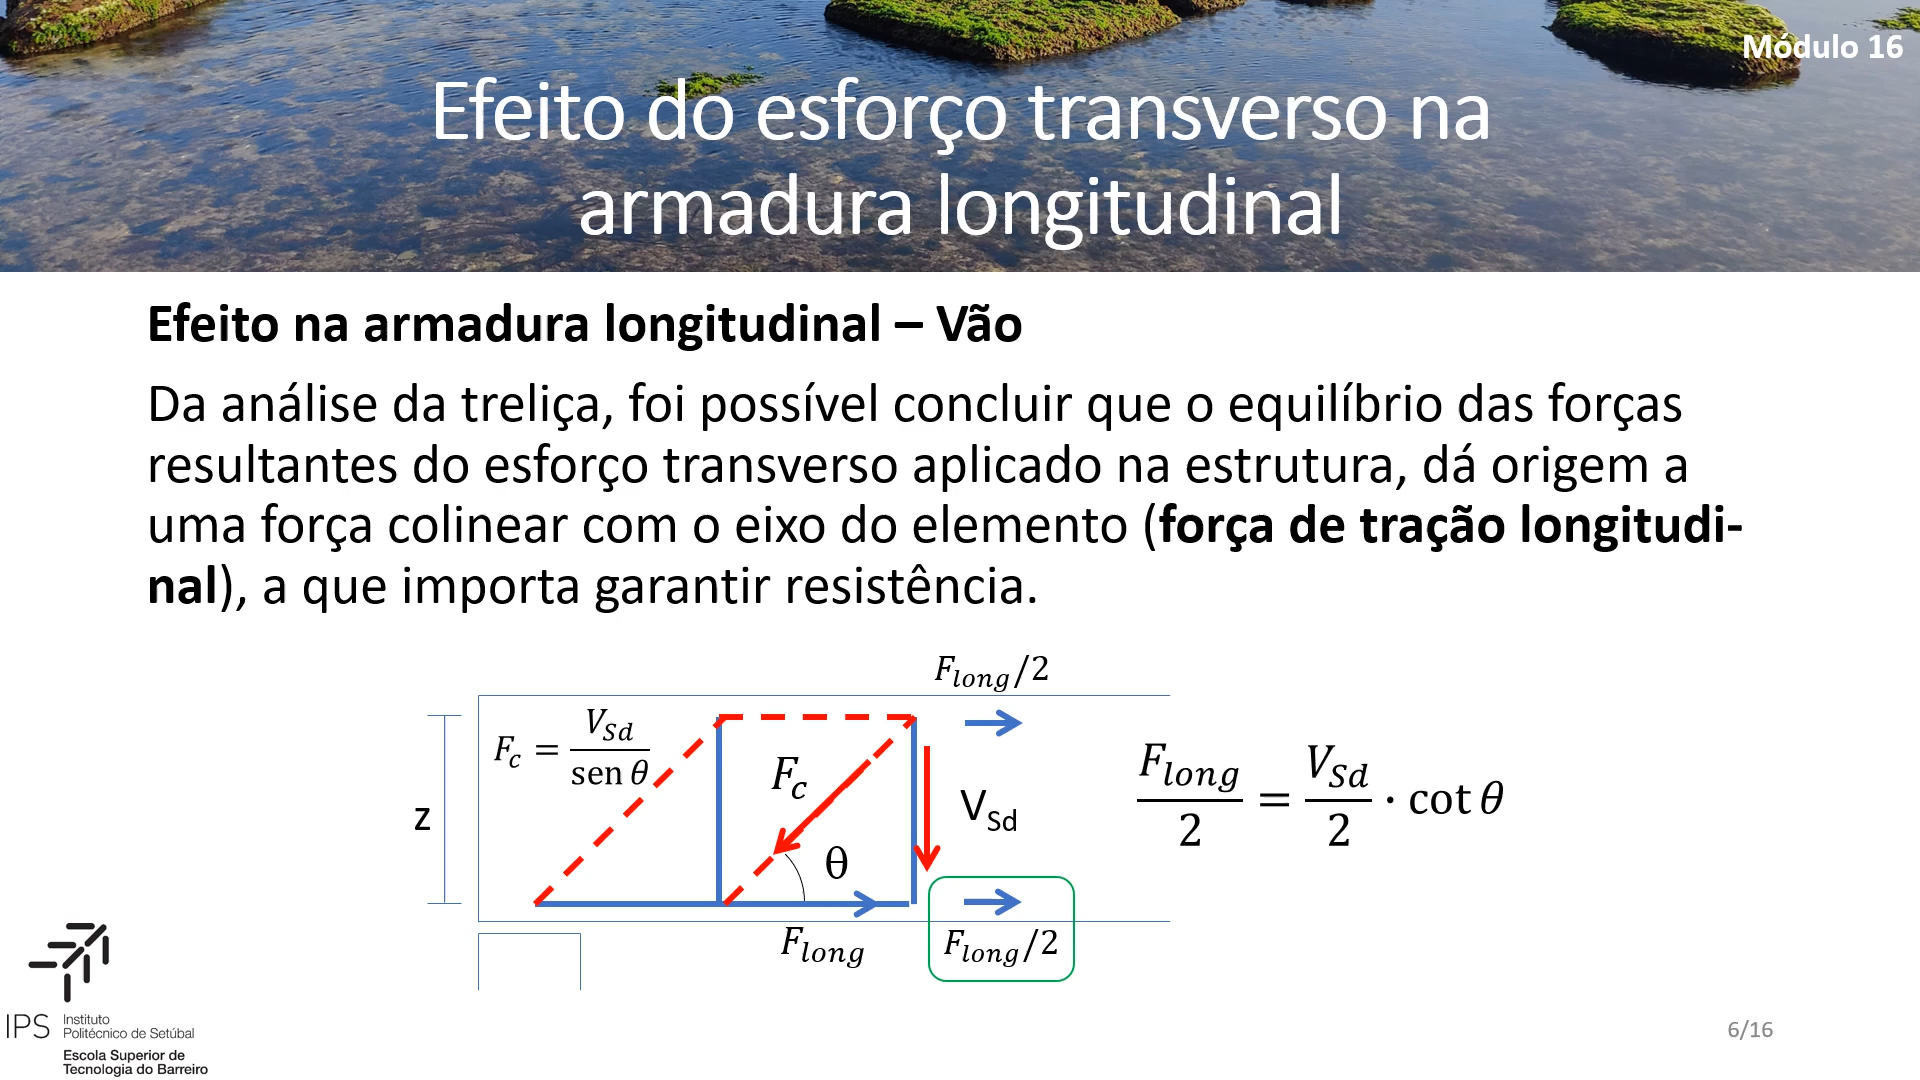 Módulo 16
Efeito do esforço transverso na
armadura longitudinal
Efeito na armadura longitudinal – Vão
Da análise da treliça, foi possível concluir que o equilíbrio das forças
resultantes do esforço transverso aplicado na estrutura, dá origem a
uma força colinear com o eixo do elemento (força de tração longitudi-
nal), a que importa garantir resistência.
F_long/2
F_c = V_Sd / sen θ
F_c
z
V_Sd
θ
F_long/2 = V_Sd/2 · cot θ
F_long
F_long/2
IPS Instituto
Politécnico de Setúbal
Escola Superior de
Tecnologia do Barreiro
6/16